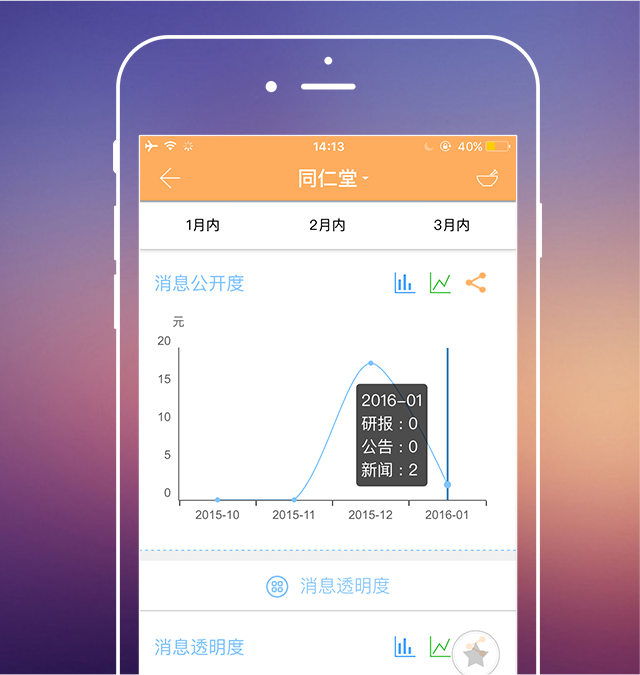 14:13
40%
同仁堂
1月内
2月内
3月内
消息公开度
元
20
15
10
5
0
2016-01
研报：0
公告：0
新闻：2
2015-10
2015-11
2015-12
2016-01
消息透明度
消息透明度